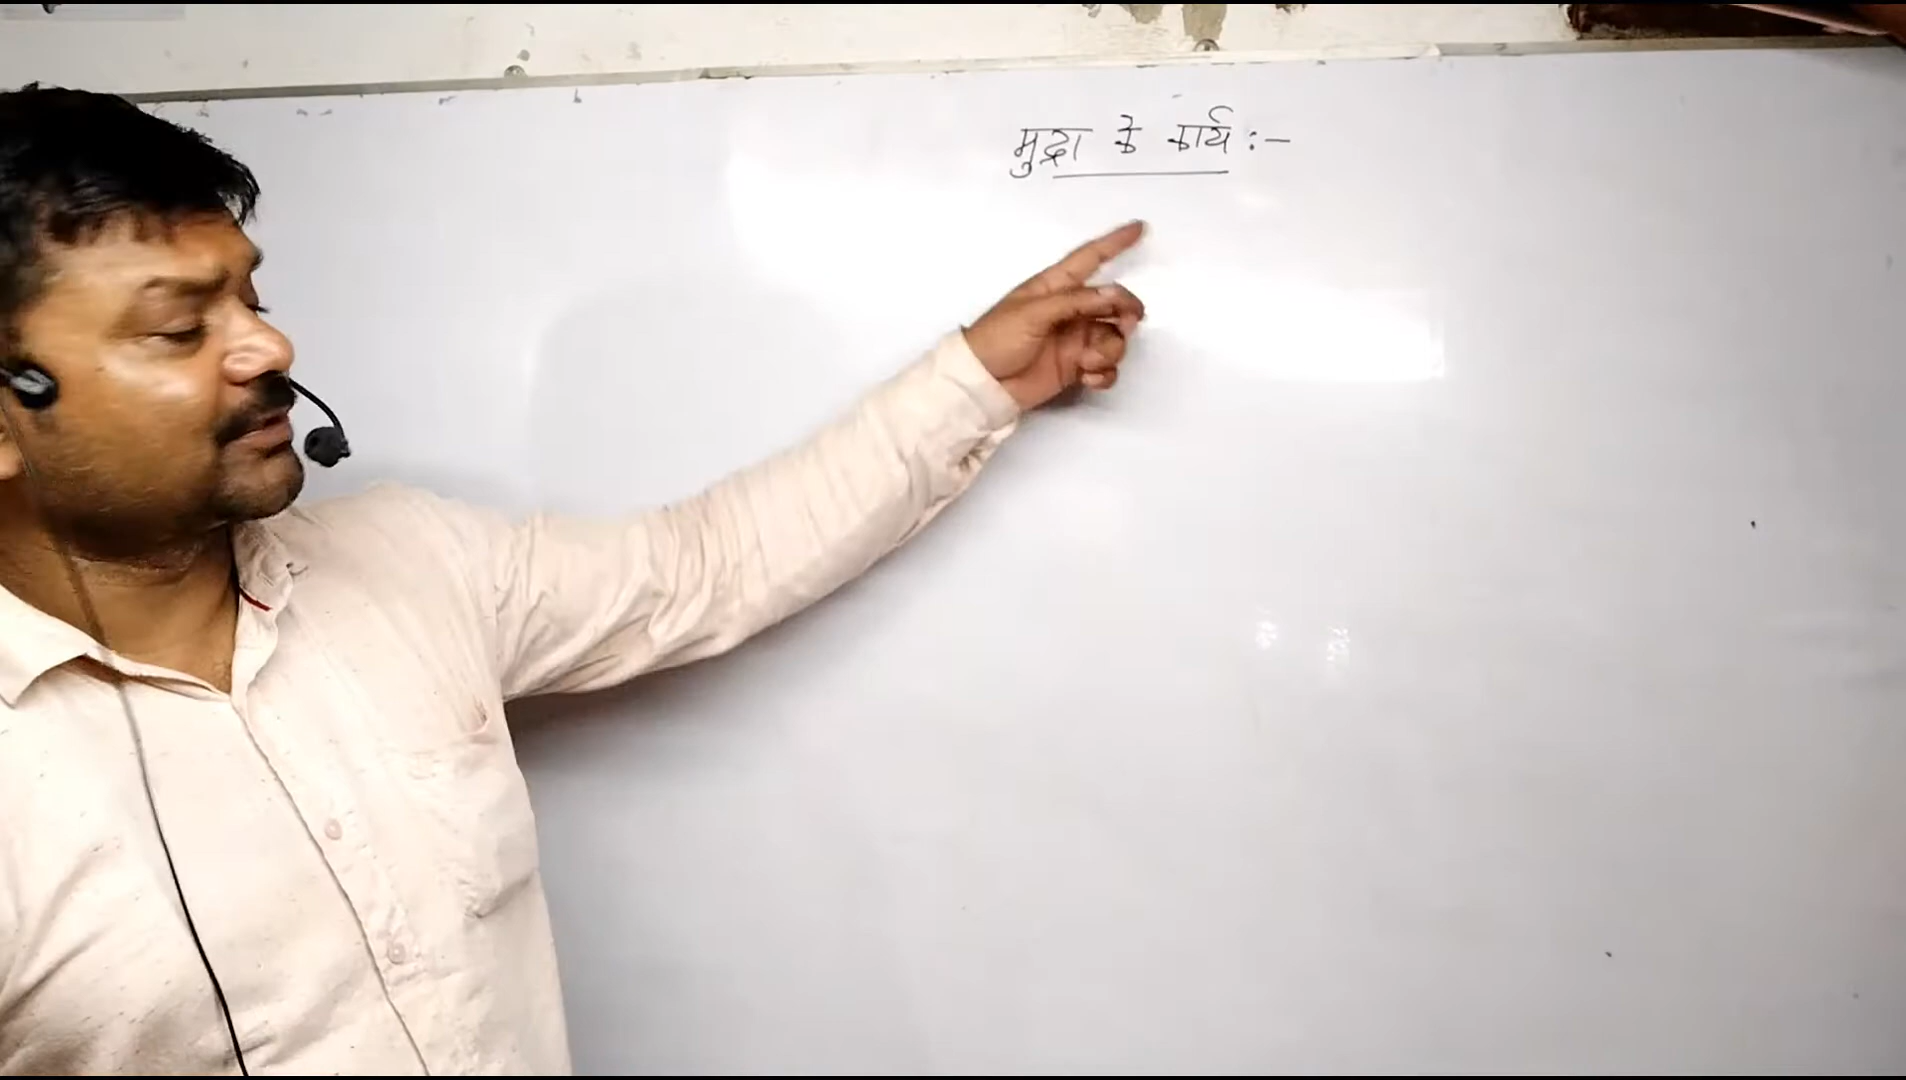 मुद्रा के कार्य :-